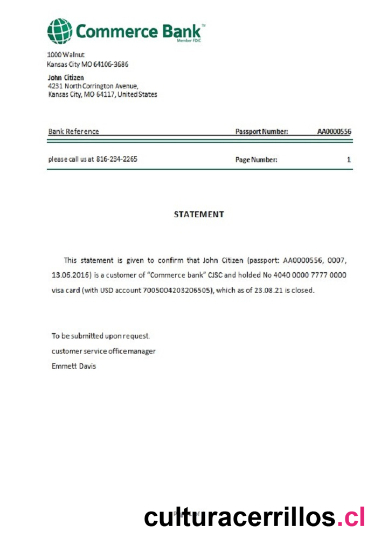 Commerce Bank
Member FDIC
1000 Walnut
Kansas City MO 64106-3686
John Citizen
4231 North Corrington Avenue,
Kansas City, MO 64117, United States
Bank Reference Passport Number: AA0000556
please call us at 816-234-2265 Page Number: 1
STATEMENT
This statement is given to confirm that John Citizen (passport: AA0000556, 0007,
13.06.2016) is a customer of "Commerce bank" CJSC and holded No 4040 0000 7777 0000
visa card (with USD account 7005004203206505), which as of 23.08.21 is closed.
To be submitted upon request.
customer service office manager
Emmett Davis
culturacerrillos.cl